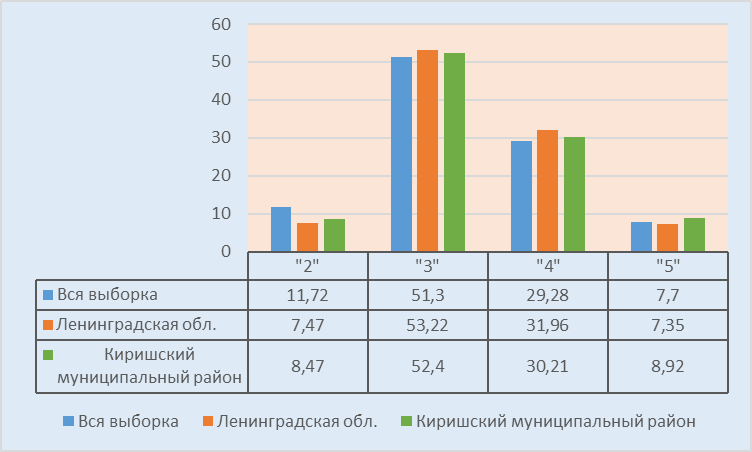 60
50
40
30
20
10
0
"2" "3" "4" "5"
Вся выборка 11,72 51,3 29,28 7,7
Ленинградская обл. 7,47 53,22 31,96 7,35
Киришский
муниципальный район 8,47 52,4 30,21 8,92
Вся выборка Ленинградская обл. Киришский муниципальный район